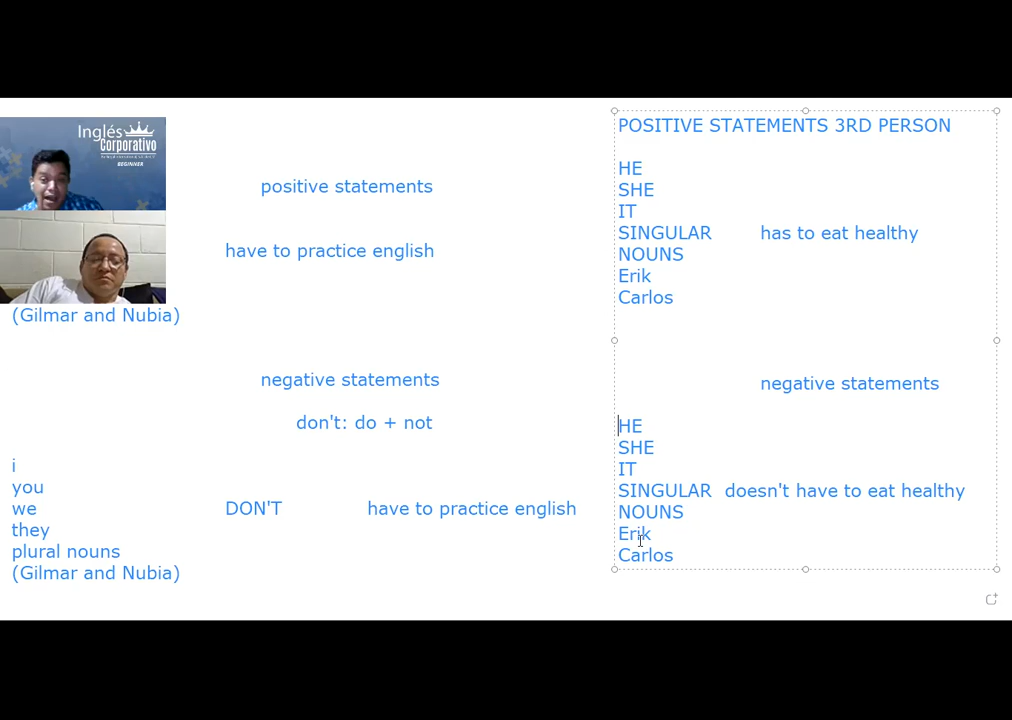 Inglés
Corporativo
BEGINNER
positive statements
have to practice english
(Gilmar and Nubia)
negative statements
don't: do + not
i
you
we
they
plural nouns
(Gilmar and Nubia)
DON'T have to practice english
POSITIVE STATEMENTS 3RD PERSON
HE
SHE
IT
SINGULAR has to eat healthy
NOUNS
Erik
Carlos
negative statements
HE
SHE
IT
SINGULAR doesn't have to eat healthy
NOUNS
Erik
Carlos